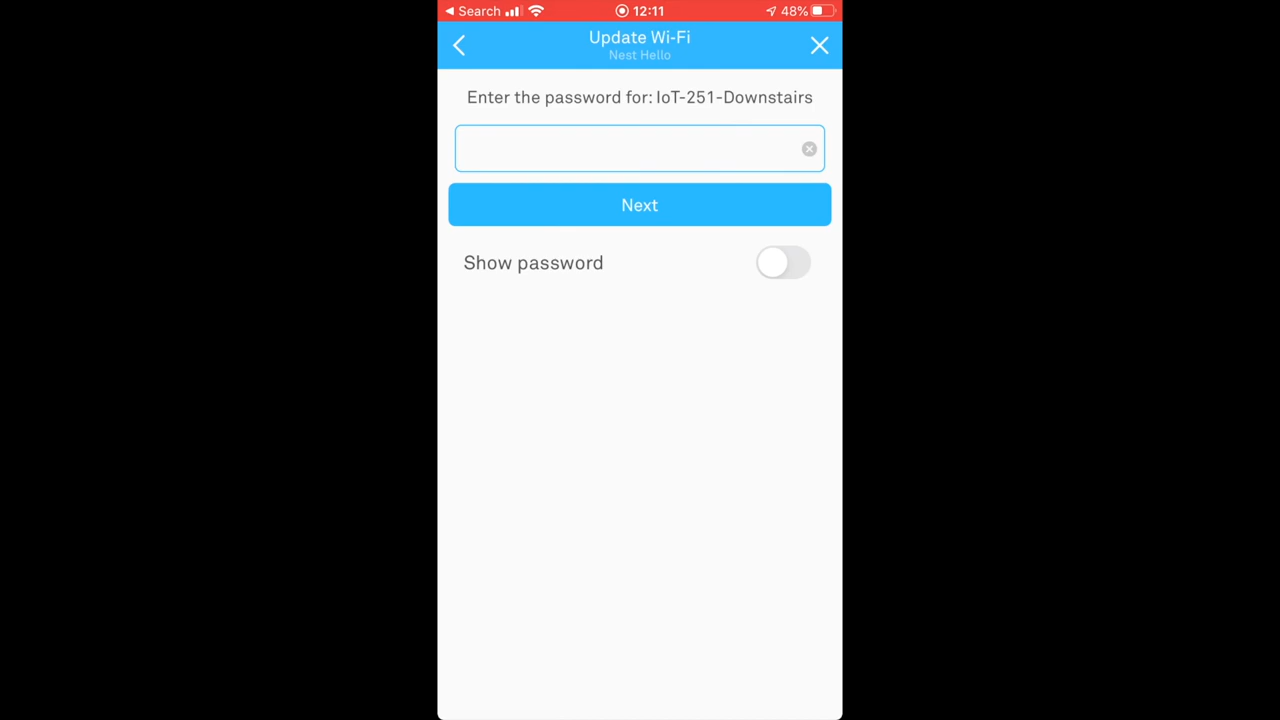 Search 12:11 48%
Update Wi-Fi
Nest Hello
Enter the password for: IoT-251-Downstairs
Next
Show password